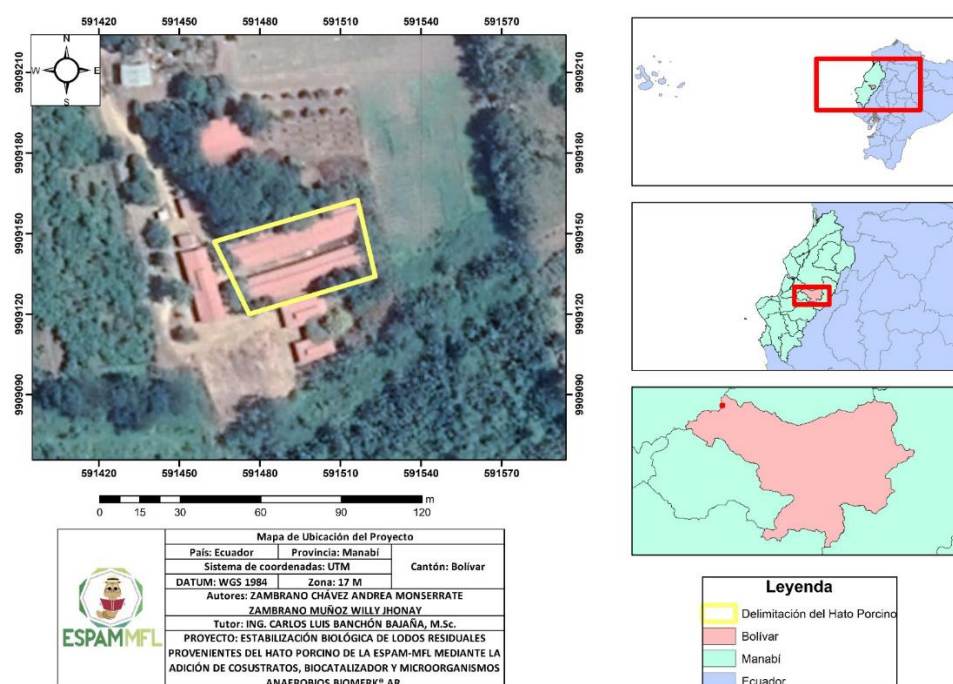 591420 591450 591480 591510 591540 591570
N
W E
S
9909210
9909180
9909150
9909120
9909090
9909210
9909180
9909150
9909120
9909090
591420 591450 591480 591510 591540 591570
m
0 15 30 60 90 120
ESPAMMFL
Mapa de Ubicación del Proyecto
País: Ecuador Provincia: Manabí
Sistema de coordenadas: UTM
Cantón: Bolívar
DATUM: WGS 1984 Zona: 17 M
Autores: ZAMBRANO CHÁVEZ ANDREA MONSERRATE
ZAMBRANO MUÑOZ WILLY JHONAY
Tutor: ING. CARLOS LUIS BANCHÓN BAJAÑA, M.Sc.
PROYECTO: ESTABILIZACIÓN BIOLÓGICA DE LODOS RESIDUALES
PROVENIENTES DEL HATO PORCINO DE LA ESPAM-MFL MEDIANTE LA
ADICIÓN DE COSUSTRATOS, BIOCATALIZADOR Y MICROORGANISMOS
ANAEROBIOS BIOMERK® AR
Leyenda
Delimitación del Hato Porcino
Bolívar
Manabí
Ecuador